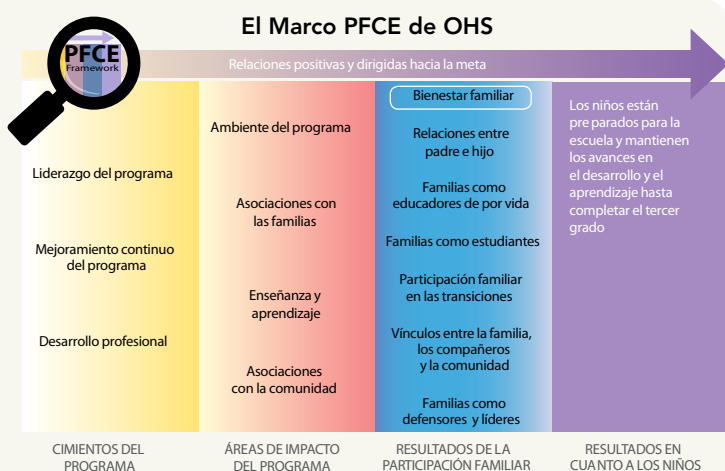 El Marco PFCE de OHS
PFCE
Framework
Relaciones positivas y dirigidas hacia la meta
Liderazgo del programa
Mejoramiento continuo
del programa
Desarrollo profesional
CIMIENTOS DEL
PROGRAMA
Ambiente del programa
Asociaciones con
las familias
Enseñanza y
aprendizaje
Asociaciones
con la comunidad
ÁREAS DE IMPACTO
DEL PROGRAMA
Bienestar familiar
Relaciones entre
padre e hijo
Familias como
educadores de por vida
Familias como estudiantes
Participación familiar
en las transiciones
Vínculos entre la familia,
los compañeros
y la comunidad
Familias como
defensores y líderes
RESULTADOS DE LA
PARTICIPACIÓN FAMILIAR
Los niños están
pre parados para la
escuela y mantienen
los avances en
el desarrollo y el
aprendizaje hasta
completar el tercer
grado
RESULTADOS EN
CUANTO A LOS NIÑOS